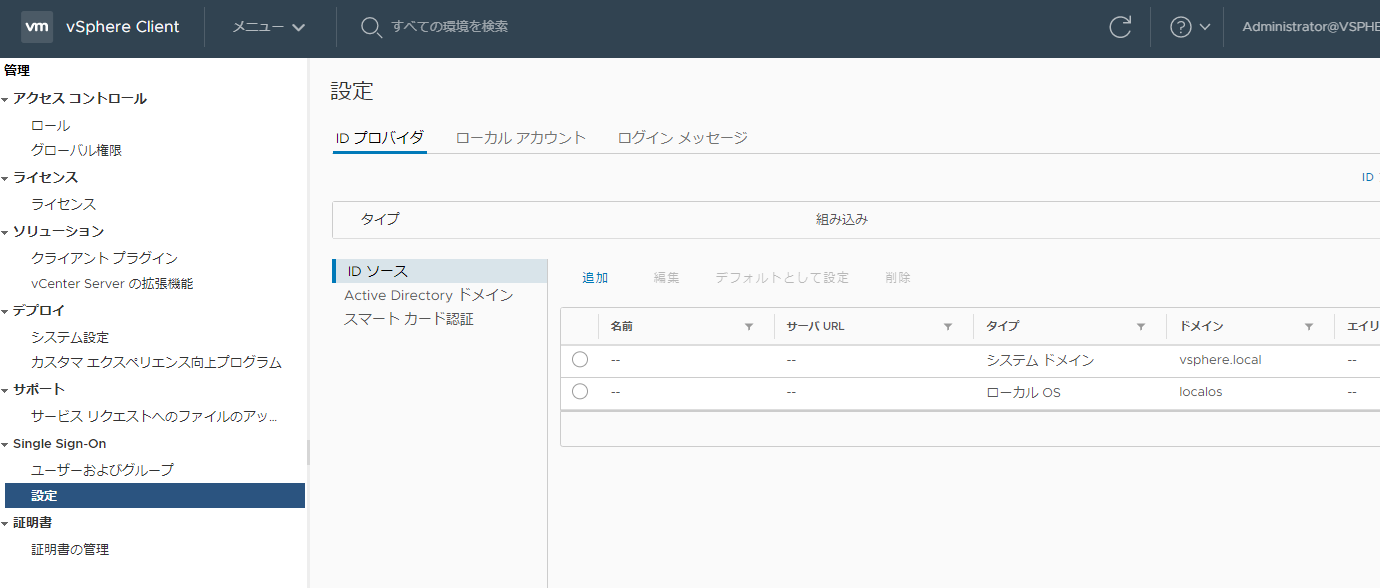 vm vSphere Client メニュー すべての環境を検索 Administrator@VSPHE
管理
アクセス コントロール
ロール
グローバル権限
ライセンス
ライセンス
ソリューション
クライアント プラグイン
vCenter Server の拡張機能
デプロイ
システム設定
カスタマ エクスペリエンス向上プログラム
サポート
サービス リクエストへのファイルのアッ...
Single Sign-On
ユーザーおよびグループ
設定
証明書
証明書の管理
設定
ID プロバイダ ローカル アカウント ログイン メッセージ
ID
タイプ 組み込み
ID ソース
Active Directory ドメイン
スマート カード認証
追加 編集 デフォルトとして設定 削除
名前 サーバ URL タイプ ドメイン エイリ
-- -- システム ドメイン vsphere.local --
-- -- ローカル OS localos --